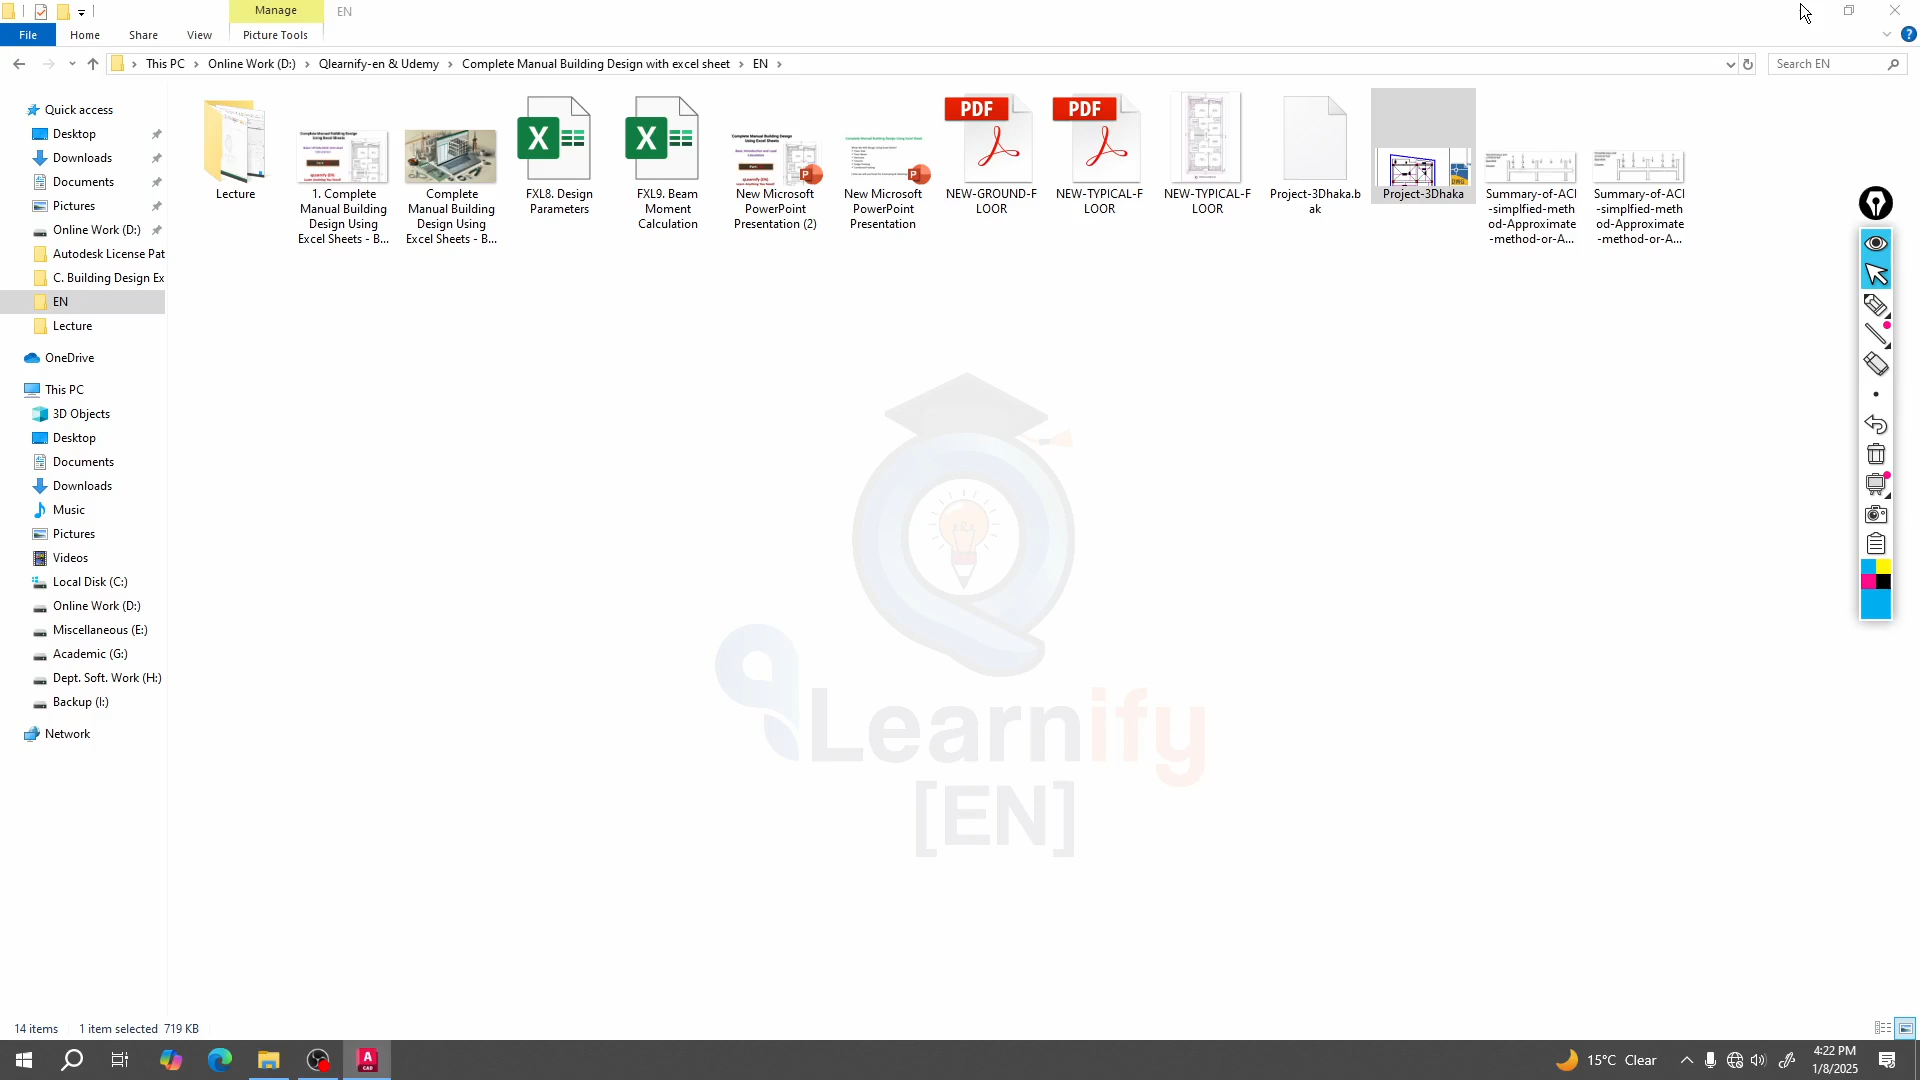 Manage
EN
File
Home
Share
View
Picture Tools
This PC
Online Work (D:)
Qlearnify-en & Udemy
Complete Manual Building Design with excel sheet
EN
Search EN
Quick access
Desktop
Downloads
Documents
Pictures
Online Work (D:)
Autodesk License Pat
C. Building Design Ex
EN
Lecture
OneDrive
This PC
3D Objects
Desktop
Documents
Downloads
Music
Pictures
Videos
Local Disk (C:)
Online Work (D:)
Miscellaneous (E:)
Academic (G:)
Dept. Soft. Work (H:)
Backup (I:)
Network
Lecture
1. Complete
Manual Building
Design Using
Excel Sheets - B...
Complete
Manual Building
Design Using
Excel Sheets - B...
FXL8. Design
Parameters
FXL9. Beam
Moment
Calculation
New Microsoft
PowerPoint
Presentation (2)
New Microsoft
PowerPoint
Presentation
PDF
NEW-GROUND-F
LOOR
PDF
NEW-TYPICAL-F
LOOR
NEW-TYPICAL-F
LOOR
Project-3Dhaka.b
ak
Project-3Dhaka
Summary-of-ACI
-simplfied-meth
od-Approximate
-method-or-A...
Summary-of-ACI
-simplfied-meth
od-Approximate
-method-or-A...
qLearnify
[EN]
14 items
1 item selected 719 KB
15°C Clear
4:22 PM
1/8/2025